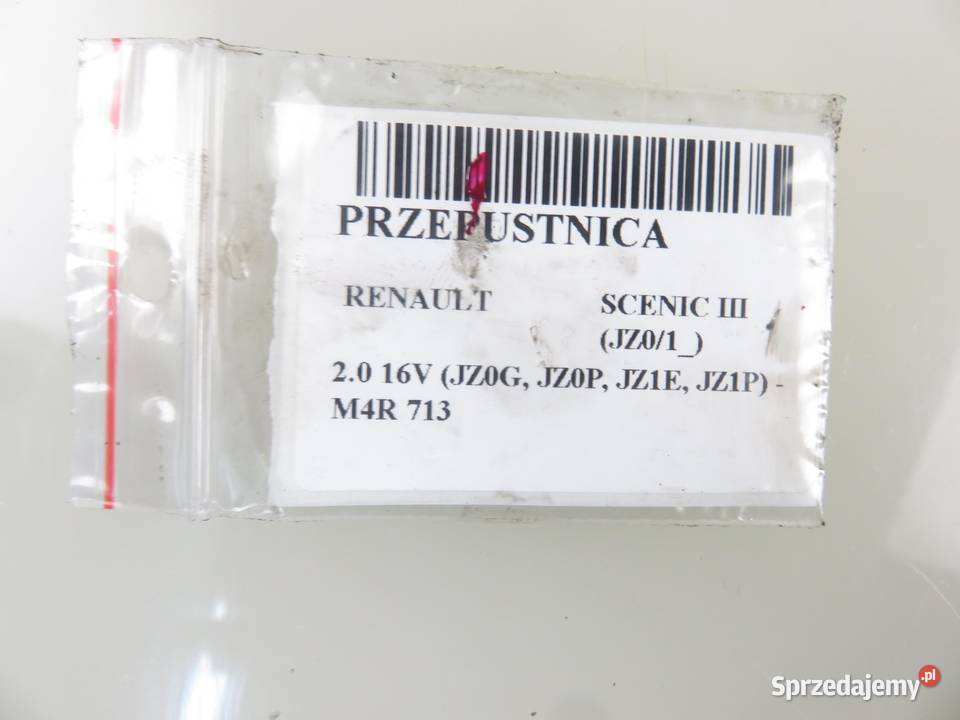 PRZEPUSTNICA
RENAULT SCENIC III
(JZ0/1_)
2.0 16V (JZ0G, JZ0P, JZ1E, JZ1P) -
M4R 713
Sprzedajemy.pl